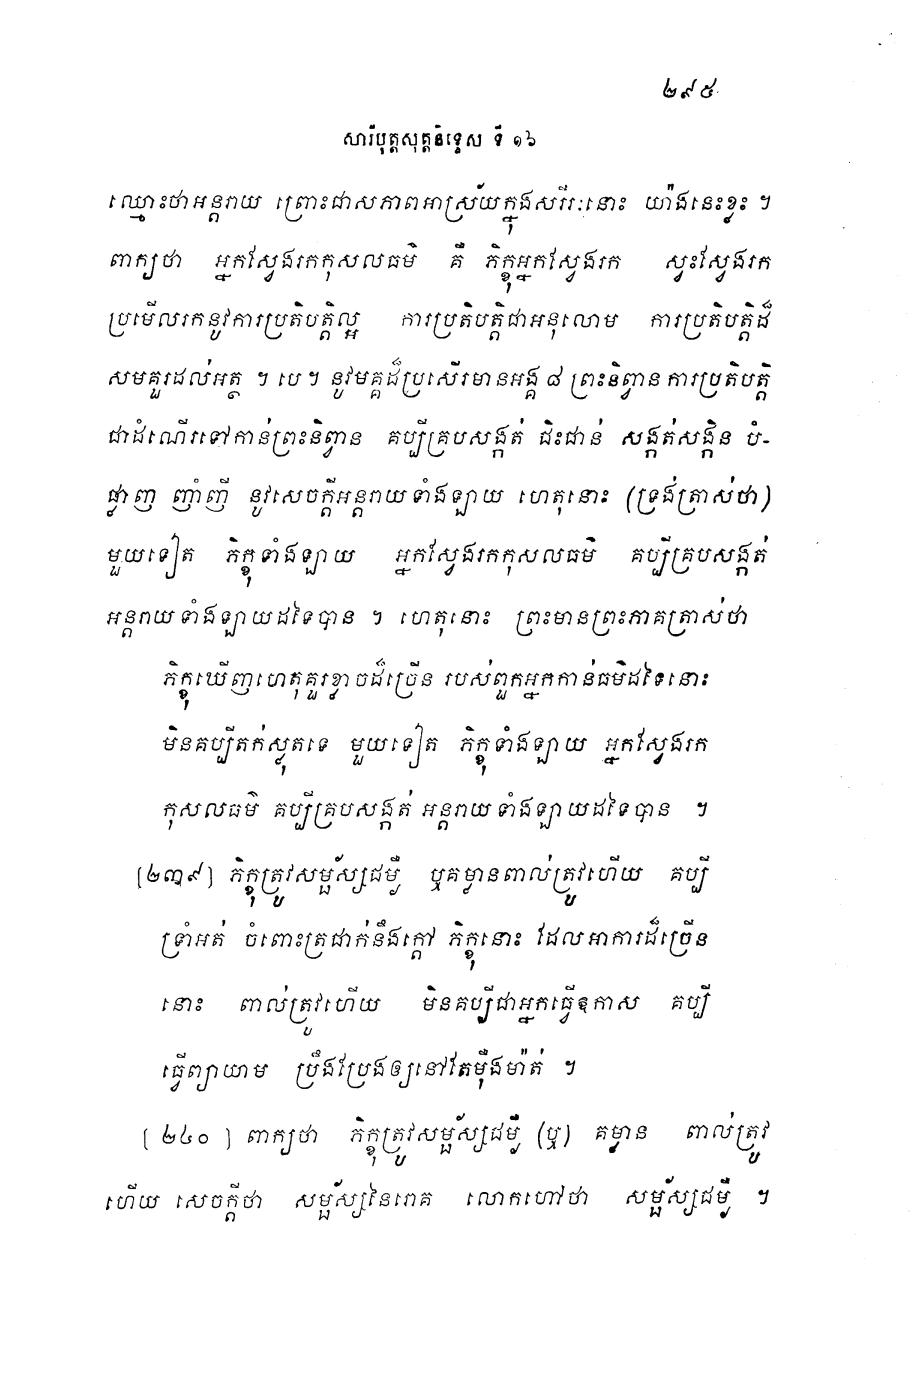 ២៩៥
សារីបុត្តសុត្តនិទ្ទេស ទី ១៦
ឈ្មោះថាអន្តរាយ ព្រោះជាសភាពអាស្រ័យក្នុងសរីរៈនោះ យ៉ាងនេះខ្លះ ។
ពាក្យថា អ្នកស្វែងរកកុសលធម៌ គឺ ភិក្ខុអ្នកស្វែងរក ស្វះស្វែងរក
ប្រមើលរកនូវការប្រតិបត្តិល្អ ការប្រតិបត្តិជាអនុលោម ការប្រតិបត្តិដ៏
សមគួរដល់អត្ថ ។ បេ ។ នូវមគ្គដ៏ប្រសើរមានអង្គ ៨ ព្រះនិព្វាន ការប្រតិបត្តិ
ជាដំណើរទៅកាន់ព្រះនិព្វាន គប្បីគ្របសង្កត់ ជិះជាន់ សង្កត់សង្កិន បំ-
ផ្លាញ ញាំញី នូវសេចក្តីអន្តរាយទាំងឡាយ ហេតុនោះ (ទ្រង់ត្រាស់ថា)
មួយទៀត ភិក្ខុទាំងឡាយ អ្នកស្វែងរកកុសលធម៌ គប្បីគ្របសង្កត់
អន្តរាយទាំងឡាយដទៃបាន ។ ហេតុនោះ ព្រះមានព្រះភាគត្រាស់ថា
ភិក្ខុឃើញហេតុគួរខ្លាចដ៏ច្រើន របស់ពួកអ្នកកាន់ធម៌ដទៃនោះ
មិនគប្បីតក់ស្លុតទេ មួយទៀត ភិក្ខុទាំងឡាយ អ្នកស្វែងរក
កុសលធម៌ គប្បីគ្របសង្កត់ អន្តរាយទាំងឡាយដទៃបាន ។
[២៣៩] ភិក្ខុត្រូវសម្ផ័ស្សជម្ងឺ ឬគម្លានពាល់ត្រូវហើយ គប្បី
ទ្រាំអត់ ចំពោះត្រជាក់នឹងក្តៅ ភិក្ខុនោះ ដែលអាការដ៏ច្រើន
នោះ ពាល់ត្រូវហើយ មិនគប្បីជាអ្នកធ្វើឱកាស គប្បី
ធ្វើព្យាយាម ប្រឹងប្រែងឲ្យនៅតែម៉ឺងម៉ាត់ ។
[ ២៤០ ] ពាក្យថា ភិក្ខុត្រូវសម្ផ័ស្សជម្ងឺ (ឬ) គម្លាន ពាល់ត្រូវ
ហើយ សេចក្តីថា សម្ផ័ស្សនៃរោគ លោកហៅថា សម្ផ័ស្សជម្ងឺ ។